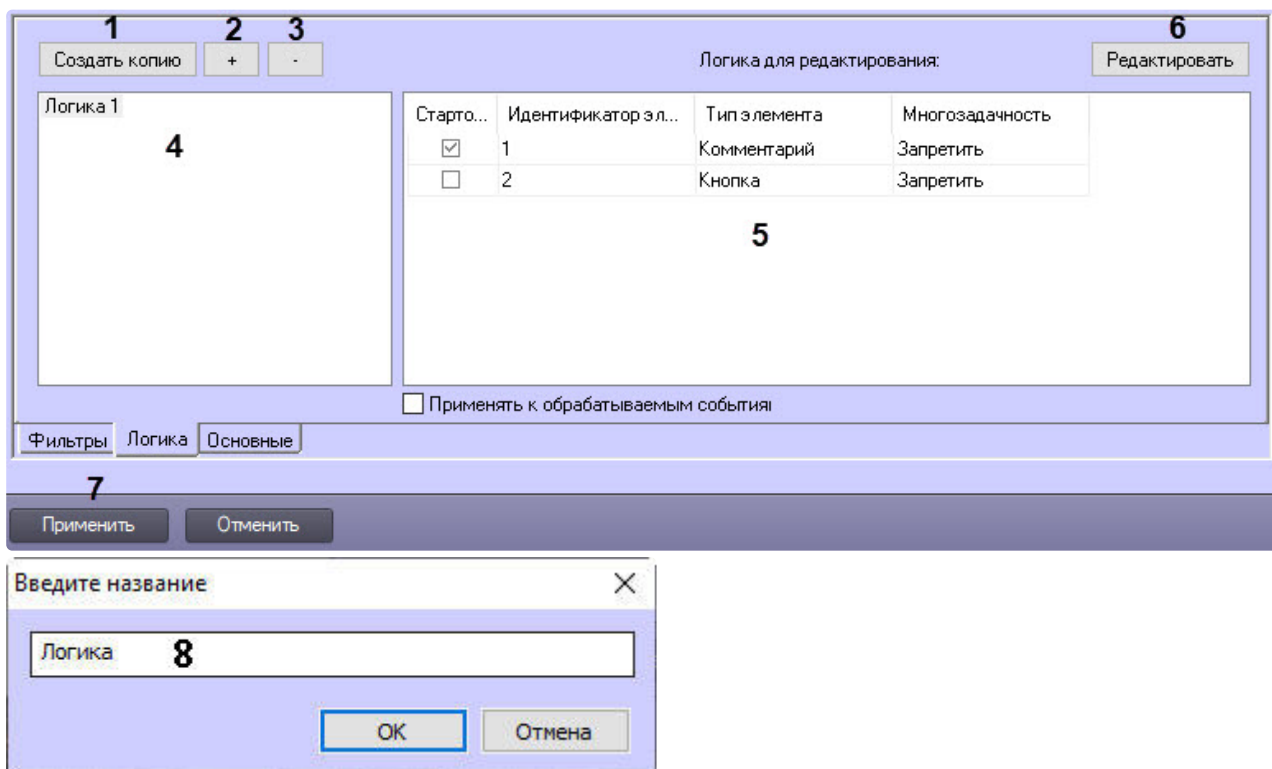 1 2 3 6
Создать копию + - Логика для редактирования: Редактировать
Логика 1
Старто... Идентификатор эл... Тип элемента Многозадачность
4
1 Комментарий Запретить
2 Кнопка Запретить
5
Применять к обрабатываемым события
Фильтры Логика Основные
7
Применить Отменить
Введите название
Логика 8
OK Отмена